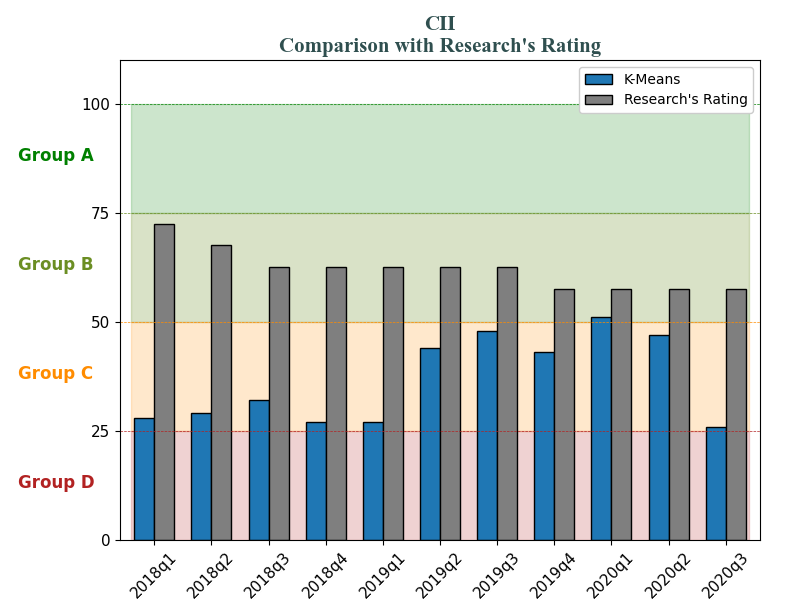 CII
Comparison with Research's Rating
K-Means
Research's Rating
100
Group A
75
Group B
50
Group C
25
Group D
0
2018q1
2018q2
2018q3
2018q4
2019q1
2019q2
2019q3
2019q4
2020q1
2020q2
2020q3